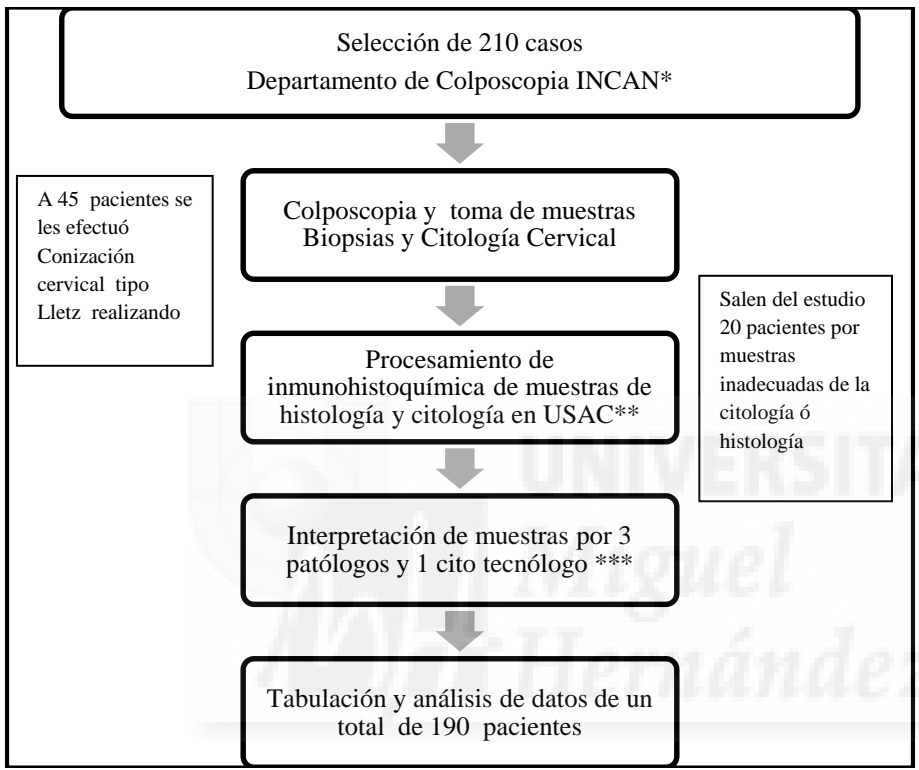 Selección de 210 casos
Departamento de Colposcopia INCAN*
A 45 pacientes se
les efectuó
Conización
cervical tipo
Lletz realizando
Colposcopia y toma de muestras
Biopsias y Citología Cervical
Salen del estudio
20 pacientes por
muestras
inadecuadas de la
citología ó
histología
Procesamiento de
inmunohistoquímica de muestras de
histología y citología en USAC**
UNIVERSITA
Miguel
Hernández
Interpretación de muestras por 3
patólogos y 1 cito tecnólogo ***
Tabulación y análisis de datos de un
total de 190 pacientes